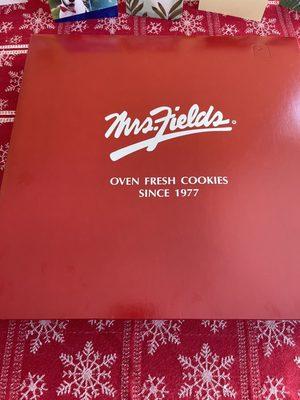 Mrs. Fields®
OVEN FRESH COOKIES
SINCE 1977